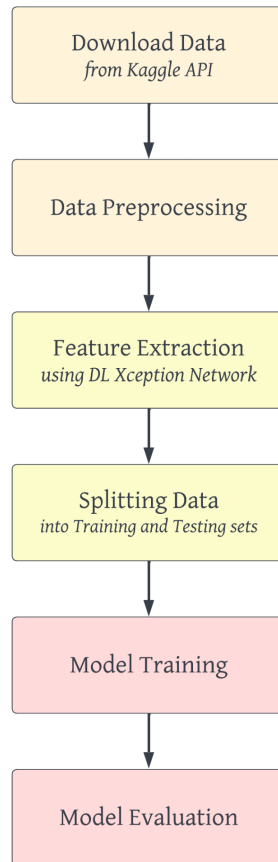 Download Data
from Kaggle API
Data Preprocessing
Feature Extraction
using DL Xception Network
Splitting Data
into Training and Testing sets
Model Training
Model Evaluation